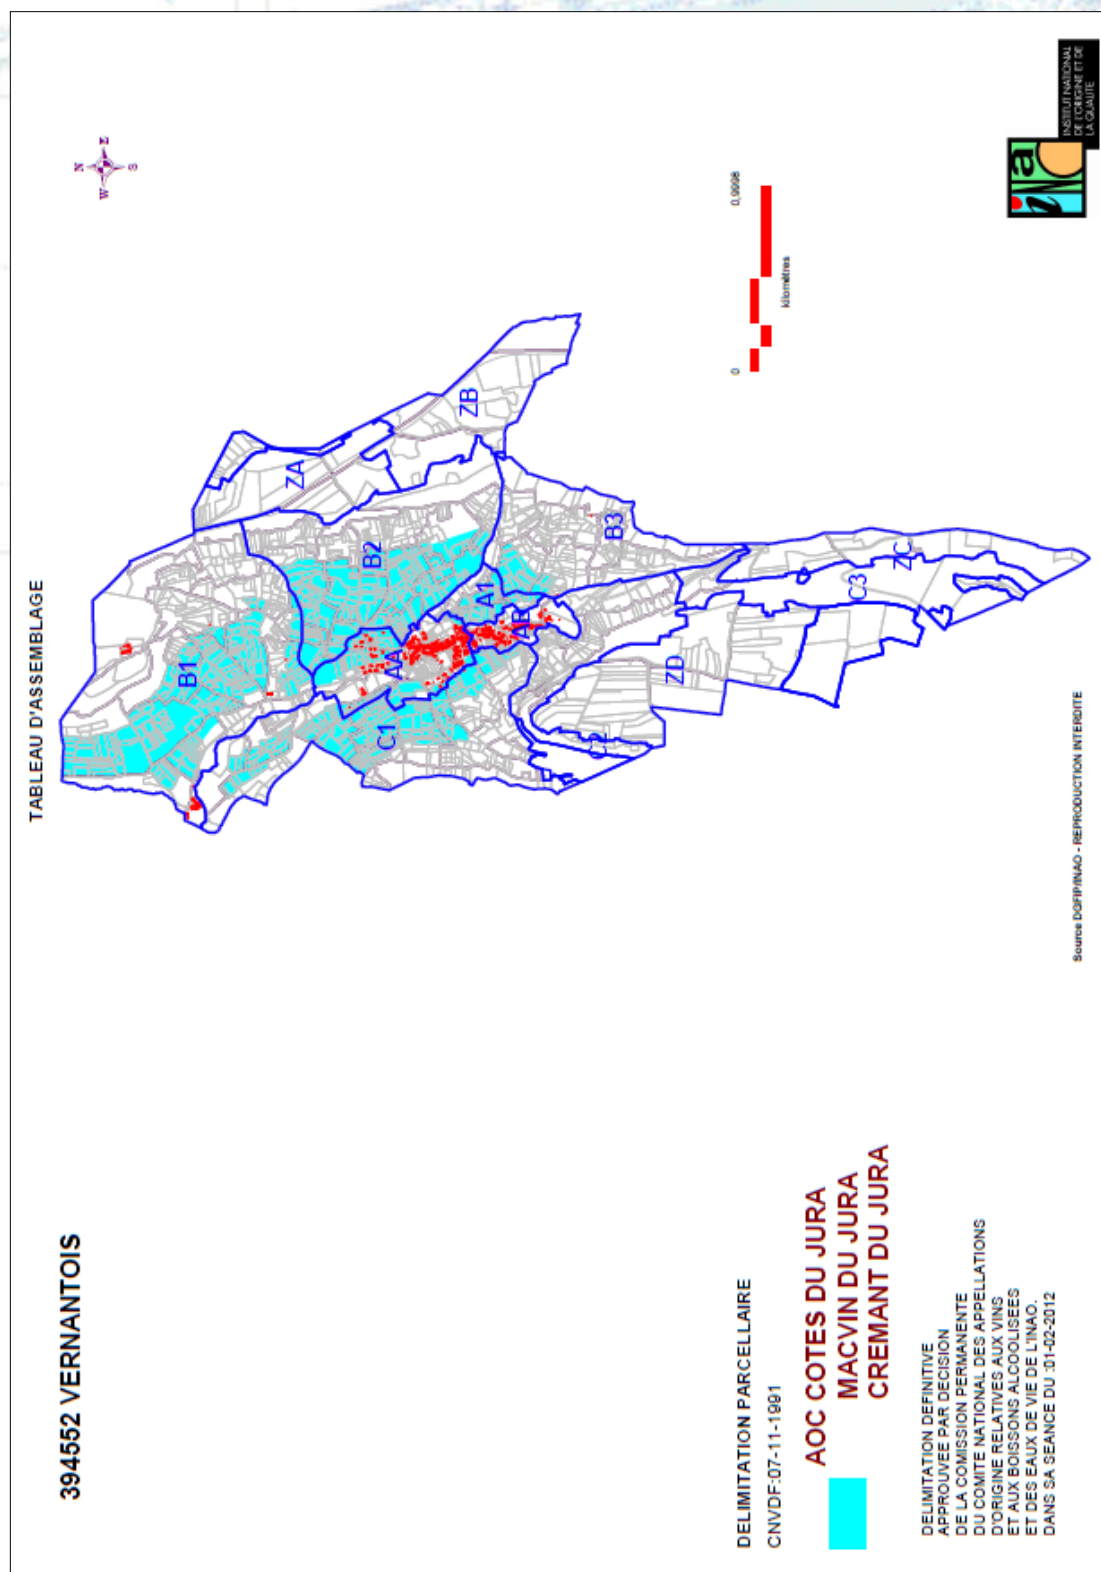 394552 VERNANTOIS
TABLEAU D'ASSEMBLAGE
N
W
E
S
B1
ZA
B2
ZB
AA
A1
AB
C1
B3
C2
ZD
C3
ZC
0
0,9998
kilomètres
DELIMITATION PARCELLAIRE
CNVDF:07-11-1991
AOC COTES DU JURA
MACVIN DU JURA
CREMANT DU JURA
DELIMITATION DEFINITIVE
APPROUVEE PAR DECISION
DE LA COMISSION PERMANENTE
DU COMITE NATIONAL DES APPELLATIONS
D'ORIGINE RELATIVES AUX VINS
ET AUX BOISSONS ALCOOLISEES
ET DES EAUX DE VIE DE L'INAO.
DANS SA SEANCE DU :01-02-2012
Source DGFIP/INAO - REPRODUCTION INTERDITE
iNao
INSTITUT NATIONAL
DE L'ORIGINE ET DE
LA QUALITE